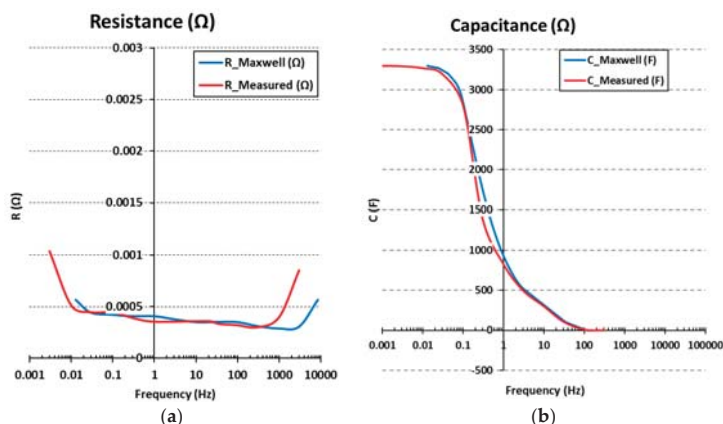 Resistance (Ω)
0.003
0.0025
0.002
0.0015
0.001
0.0005
0
R (Ω)
R_Maxwell (Ω)
R_Measured (Ω)
0.001 0.01 0.1 1 10 100 1000 10000
Frequency (Hz)
(a)
Capacitance (Ω)
3500
3000
2500
2000
1500
1000
500
0
-500
C (F)
C_Maxwell (F)
C_Measured (F)
0.001 0.01 0.1 1 10 100 1000 10000 100000
Frequency (Hz)
(b)